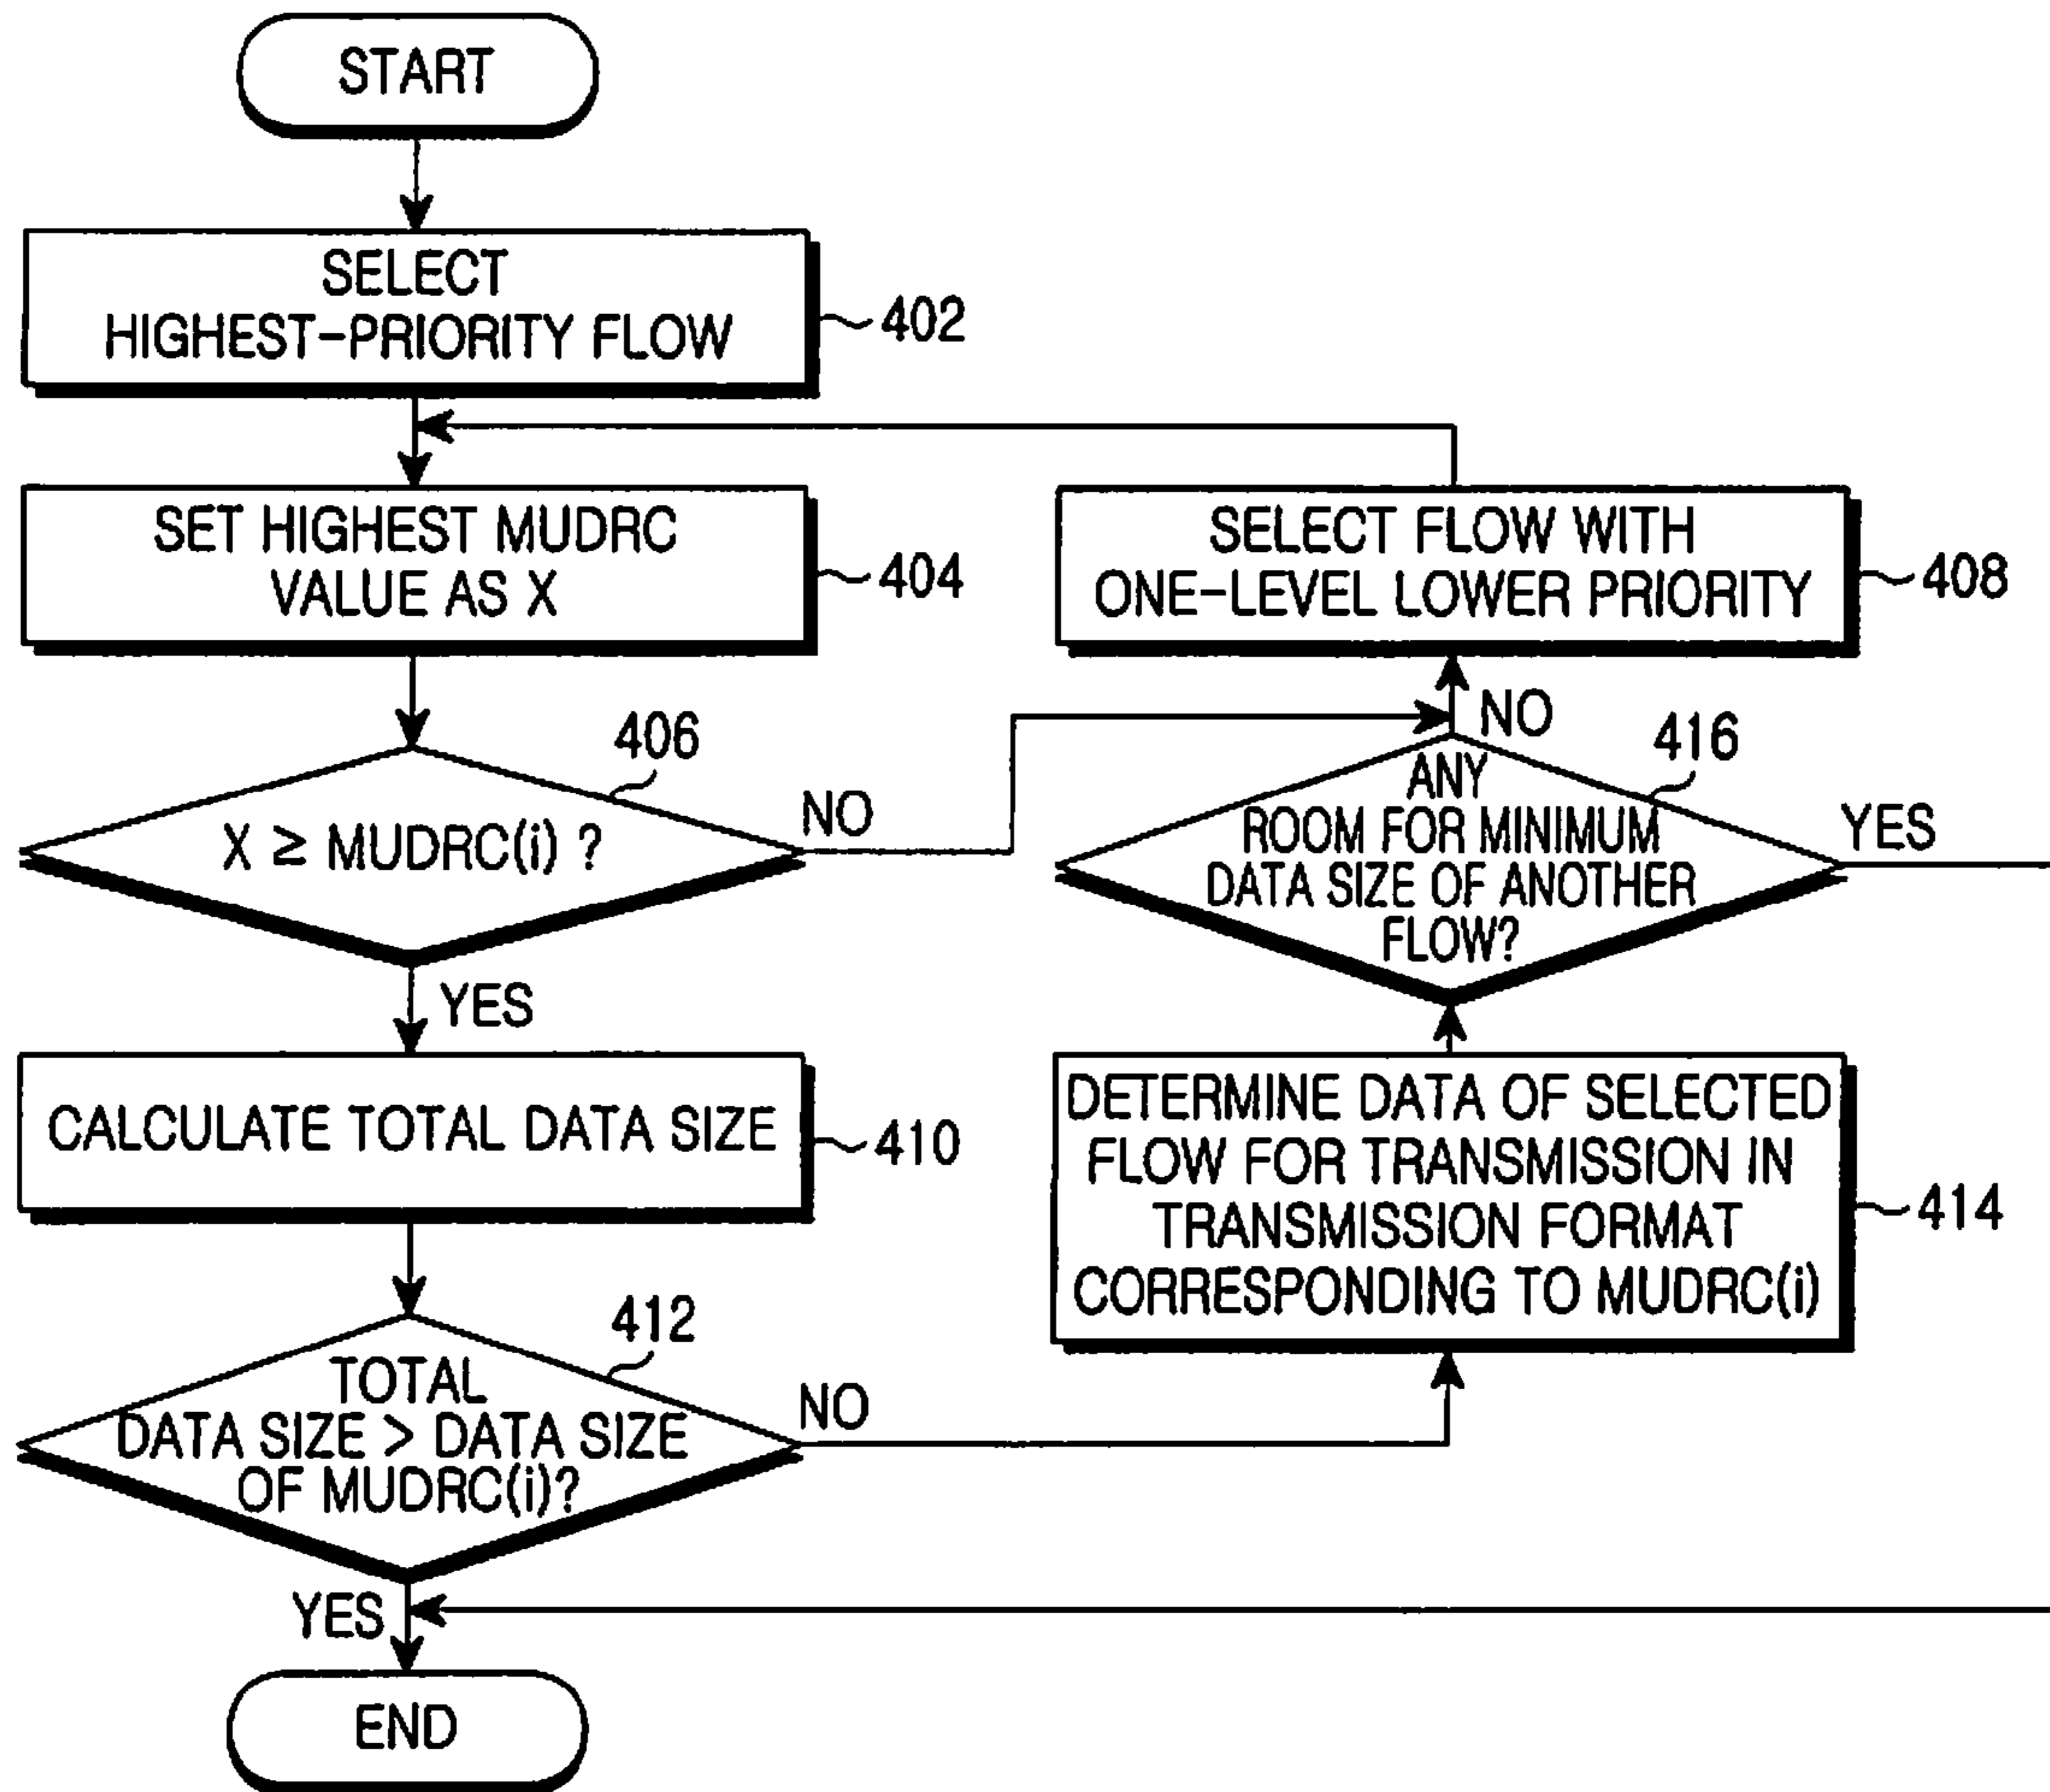 START
SELECT
HIGHEST-PRIORITY FLOW
402
SET HIGHEST MUDRC
VALUE AS X
404
SELECT FLOW WITH
ONE-LEVEL LOWER PRIORITY
408
406
X ≥ MUDRC(i) ?
NO
YES
NO
416
ANY
ROOM FOR MINIMUM
DATA SIZE OF ANOTHER
FLOW?
YES
CALCULATE TOTAL DATA SIZE
410
DETERMINE DATA OF SELECTED
FLOW FOR TRANSMISSION IN
TRANSMISSION FORMAT
CORRESPONDING TO MUDRC(i)
414
412
TOTAL
DATA SIZE > DATA SIZE
OF MUDRC(i)?
NO
YES
END